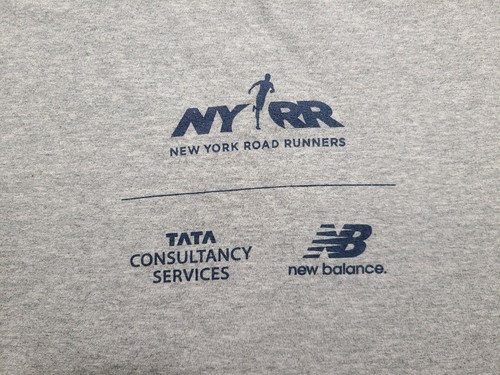 NYRR
NEW YORK ROAD RUNNERS
TATA
CONSULTANCY
SERVICES
NB
new balance.